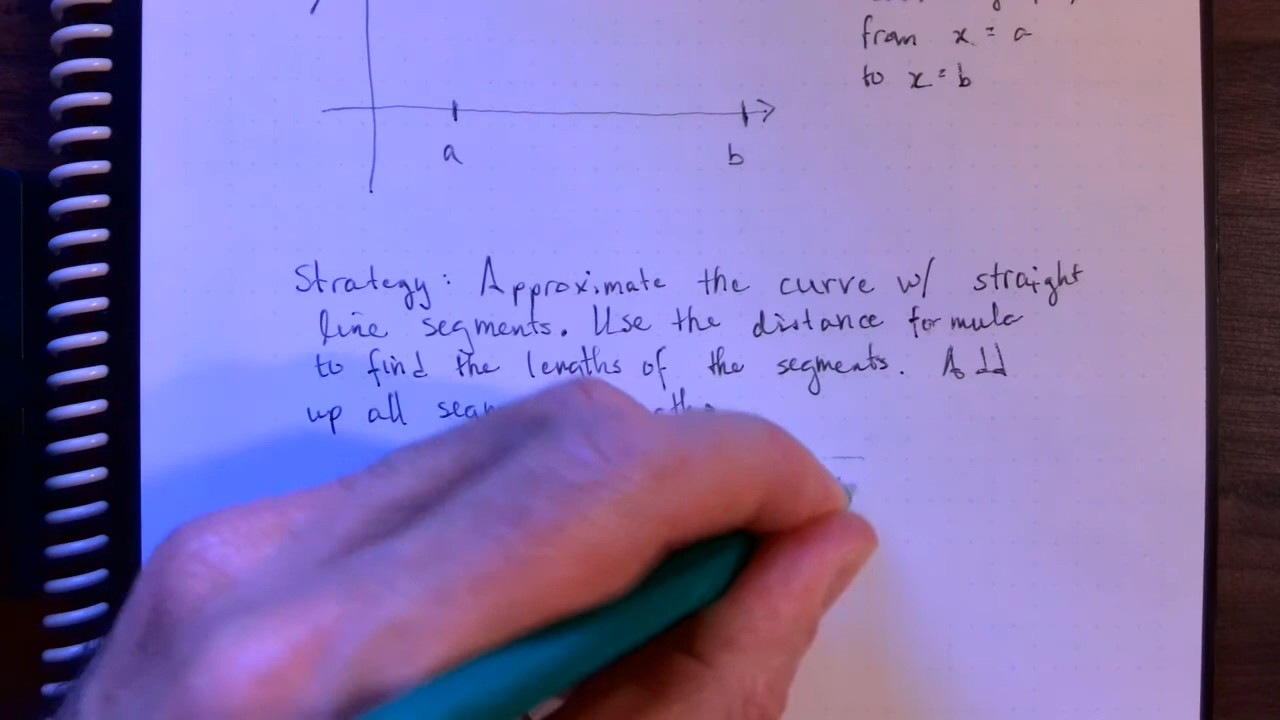 from x = a
to x = b
a
b
Strategy: Approximate the curve w/ straight
line segments. Use the distance formula
to find the lengths of the segments. Add
up all